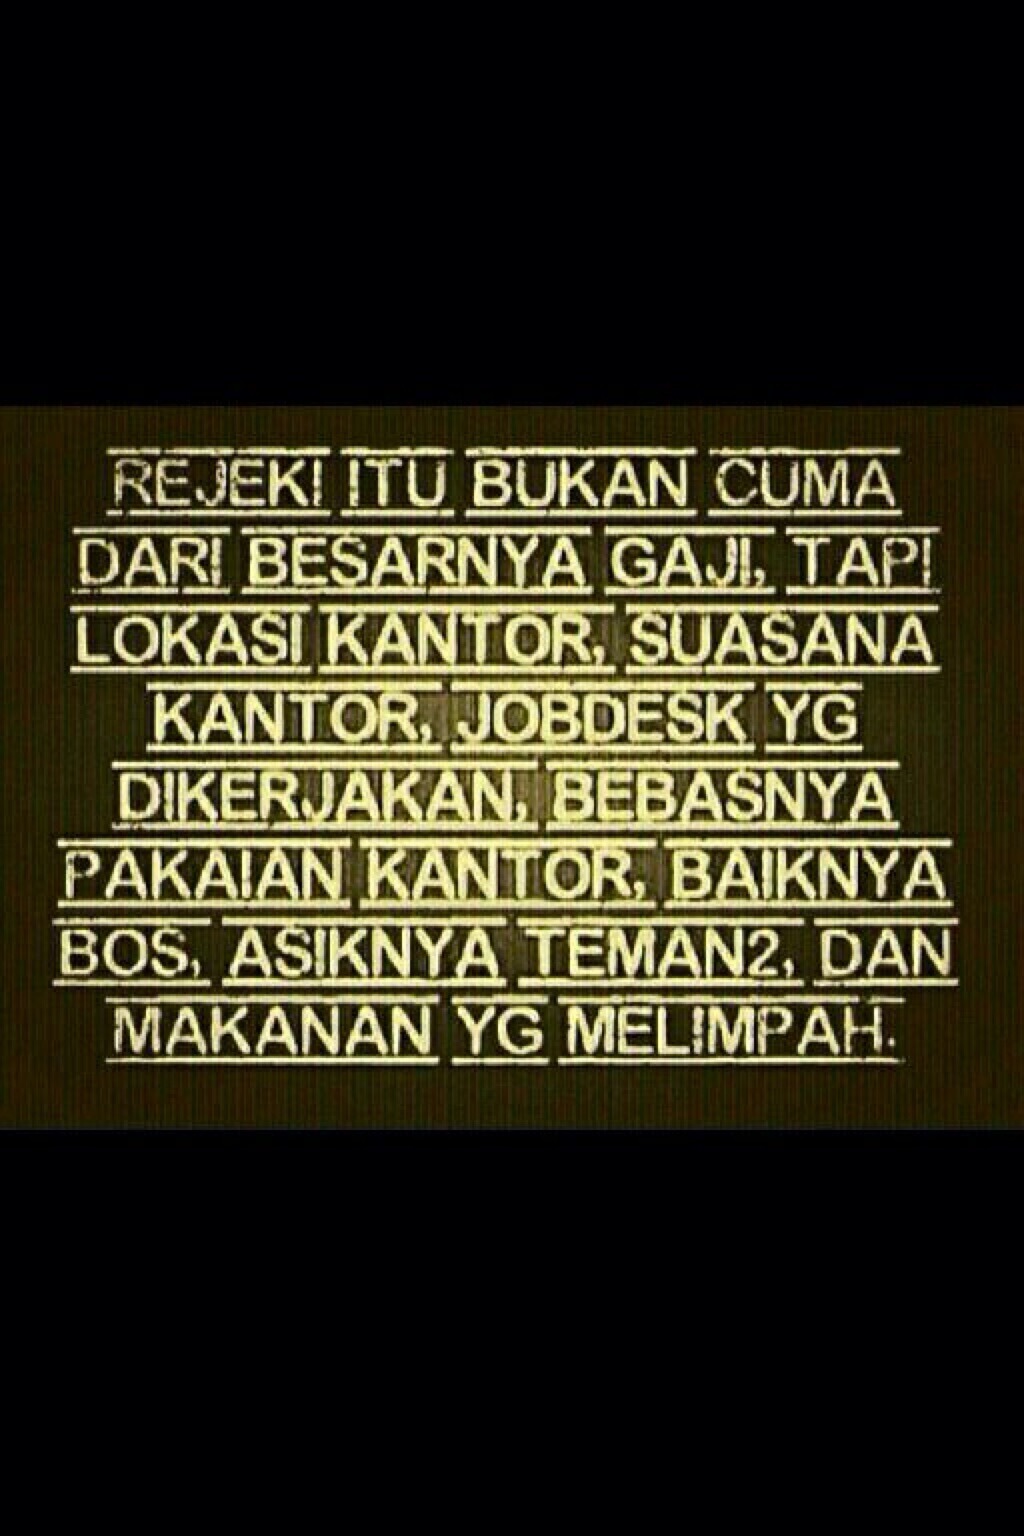 REJEKI ITU BUKAN CUMA
DARI BESARNYA GAJI, TAPI
LOKASI KANTOR, SUASANA
KANTOR, JOBDESK YG
DIKERJAKAN, BEBASNYA
PAKAIAN KANTOR, BAIKNYA
BOS, ASIKNYA TEMAN2, DAN
MAKANAN YG MELIMPAH.